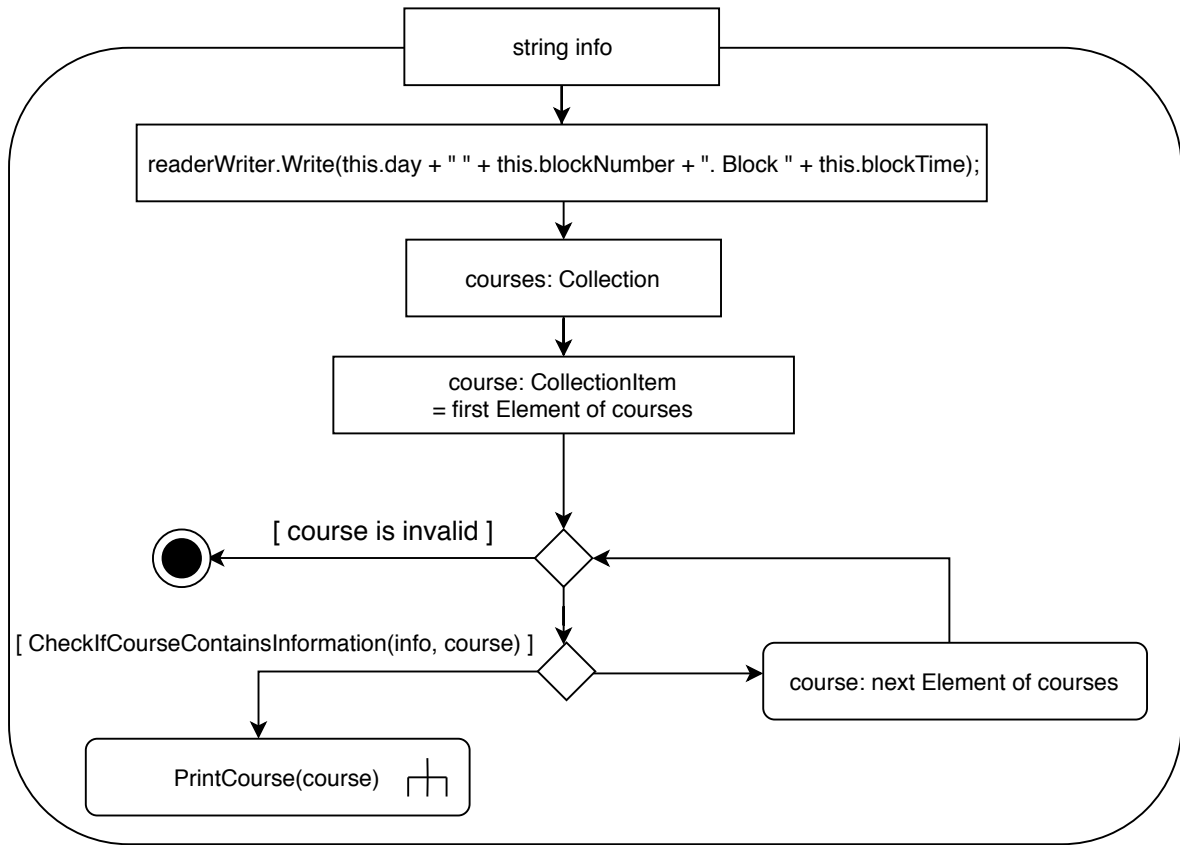 string info
readerWriter.Write(this.day + " " + this.blockNumber + ". Block " + this.blockTime);
courses: Collection
course: CollectionItem
= first Element of courses
[ course is invalid ]
[ CheckIfCourseContainsInformation(info, course) ]
course: next Element of courses
PrintCourse(course)